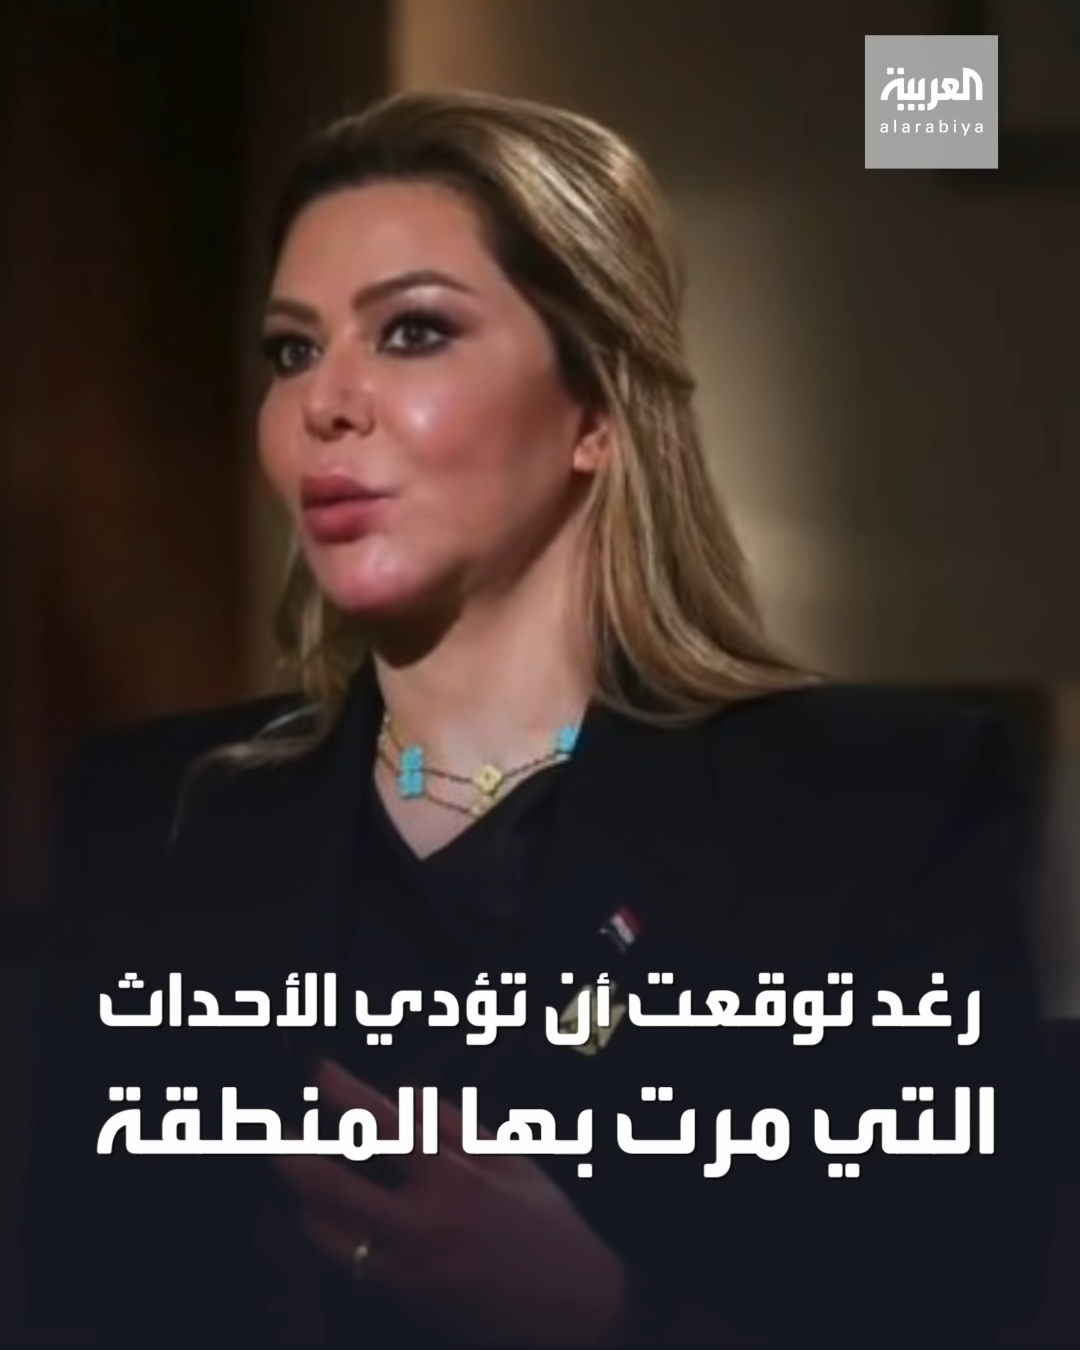 العربية
alarabiya
رغد توقعت أن تؤدي الأحداث
التي مرت بها المنطقة